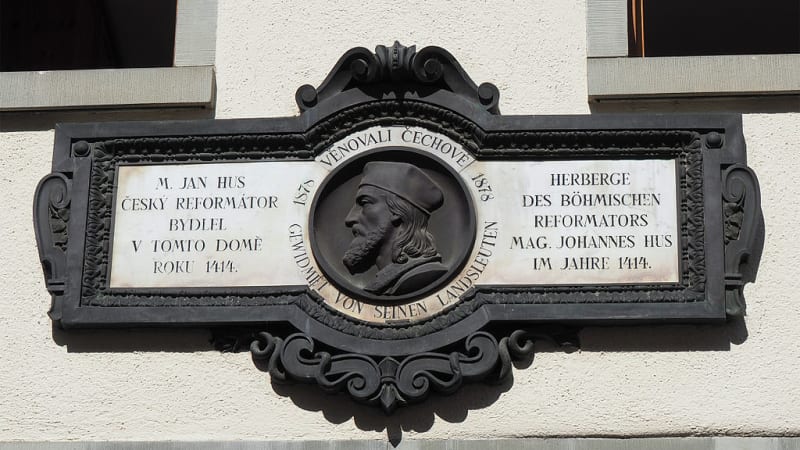 M. JAN HUS
ČESKÝ REFORMÁTOR
BYDLEL
V TOMTO DOMĚ
ROKU 1414.
VĚNOVALI ČECHOVÉ
1878
1878
GEWIDMET VON SEINEN LANDSLEUTEN
HERBERGE
DES BÖHMISCHEN
REFORMATORS
MAG. JOHANNES HUS
IM JAHRE 1414.